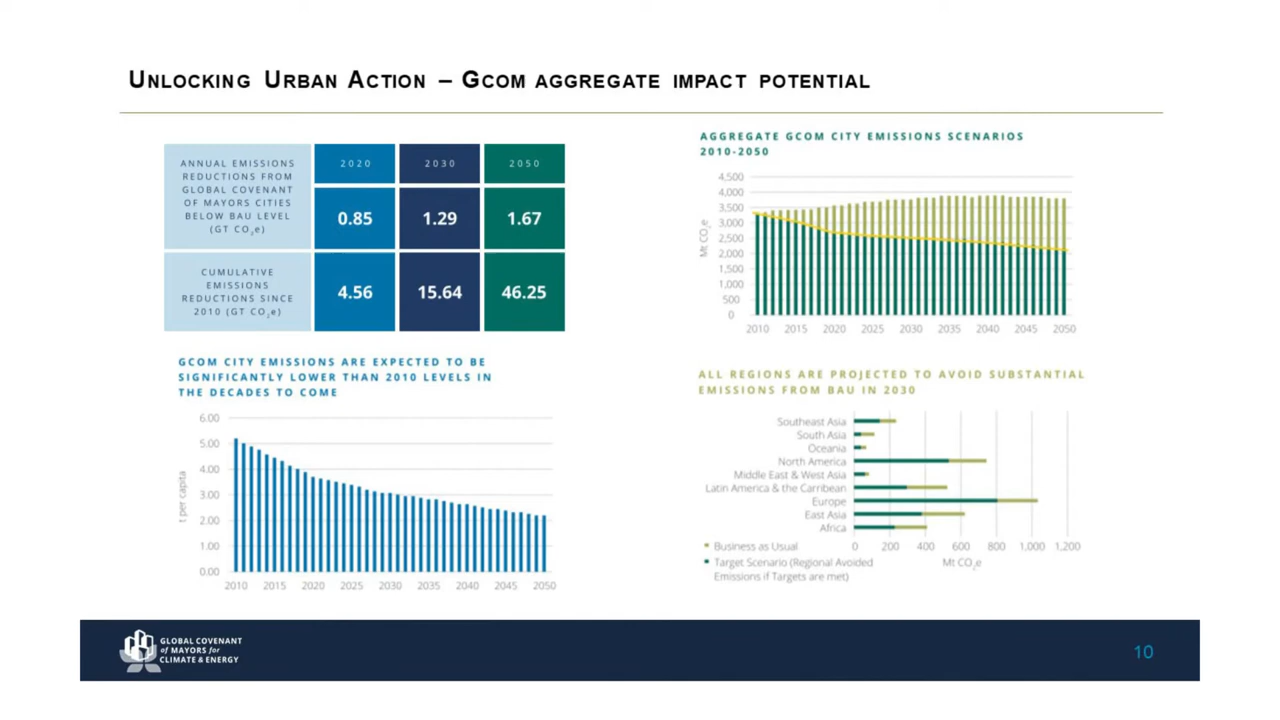 UNLOCKING URBAN ACTION – GCOM AGGREGATE IMPACT POTENTIAL
ANNUAL EMISSIONS
REDUCTIONS FROM
GLOBAL COVENANT
OF MAYORS CITIES
BELOW BAU LEVEL
(GT CO2e)
2020
2030
2050
0.85
1.29
1.67
CUMULATIVE
EMISSIONS
REDUCTIONS SINCE
2010 (GT CO2e)
4.56
15.64
46.25
GCOM CITY EMISSIONS ARE EXPECTED TO BE
SIGNIFICANTLY LOWER THAN 2010 LEVELS IN
THE DECADES TO COME
t per capita
6.00
5.00
4.00
3.00
2.00
1.00
0.00
2010 2015 2020 2025 2030 2035 2040 2045 2050
AGGREGATE GCOM CITY EMISSIONS SCENARIOS
2010-2050
Mt CO2e
4,500
4,000
3,500
3,000
2,500
2,000
1,500
1,000
500
0
2010 2015 2020 2025 2030 2035 2040 2045 2050
ALL REGIONS ARE PROJECTED TO AVOID SUBSTANTIAL
EMISSIONS FROM BAU IN 2030
Southeast Asia
South Asia
Oceania
North America
Middle East & West Asia
Latin America & the Carribean
Europe
East Asia
Africa
0 200 400 600 800 1,000 1,200
Mt CO2e
Business as Usual
Target Scenario (Regional Avoided
Emissions if Targets are met)
GLOBAL COVENANT
of MAYORS for
CLIMATE & ENERGY
10